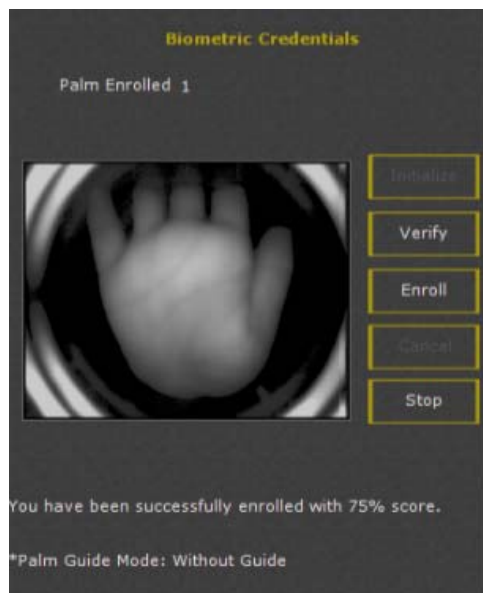 Biometric Credentials
Palm Enrolled 1
Initialize
Verify
Enroll
Cancel
Stop
You have been successfully enrolled with 75% score.
*Palm Guide Mode: Without Guide